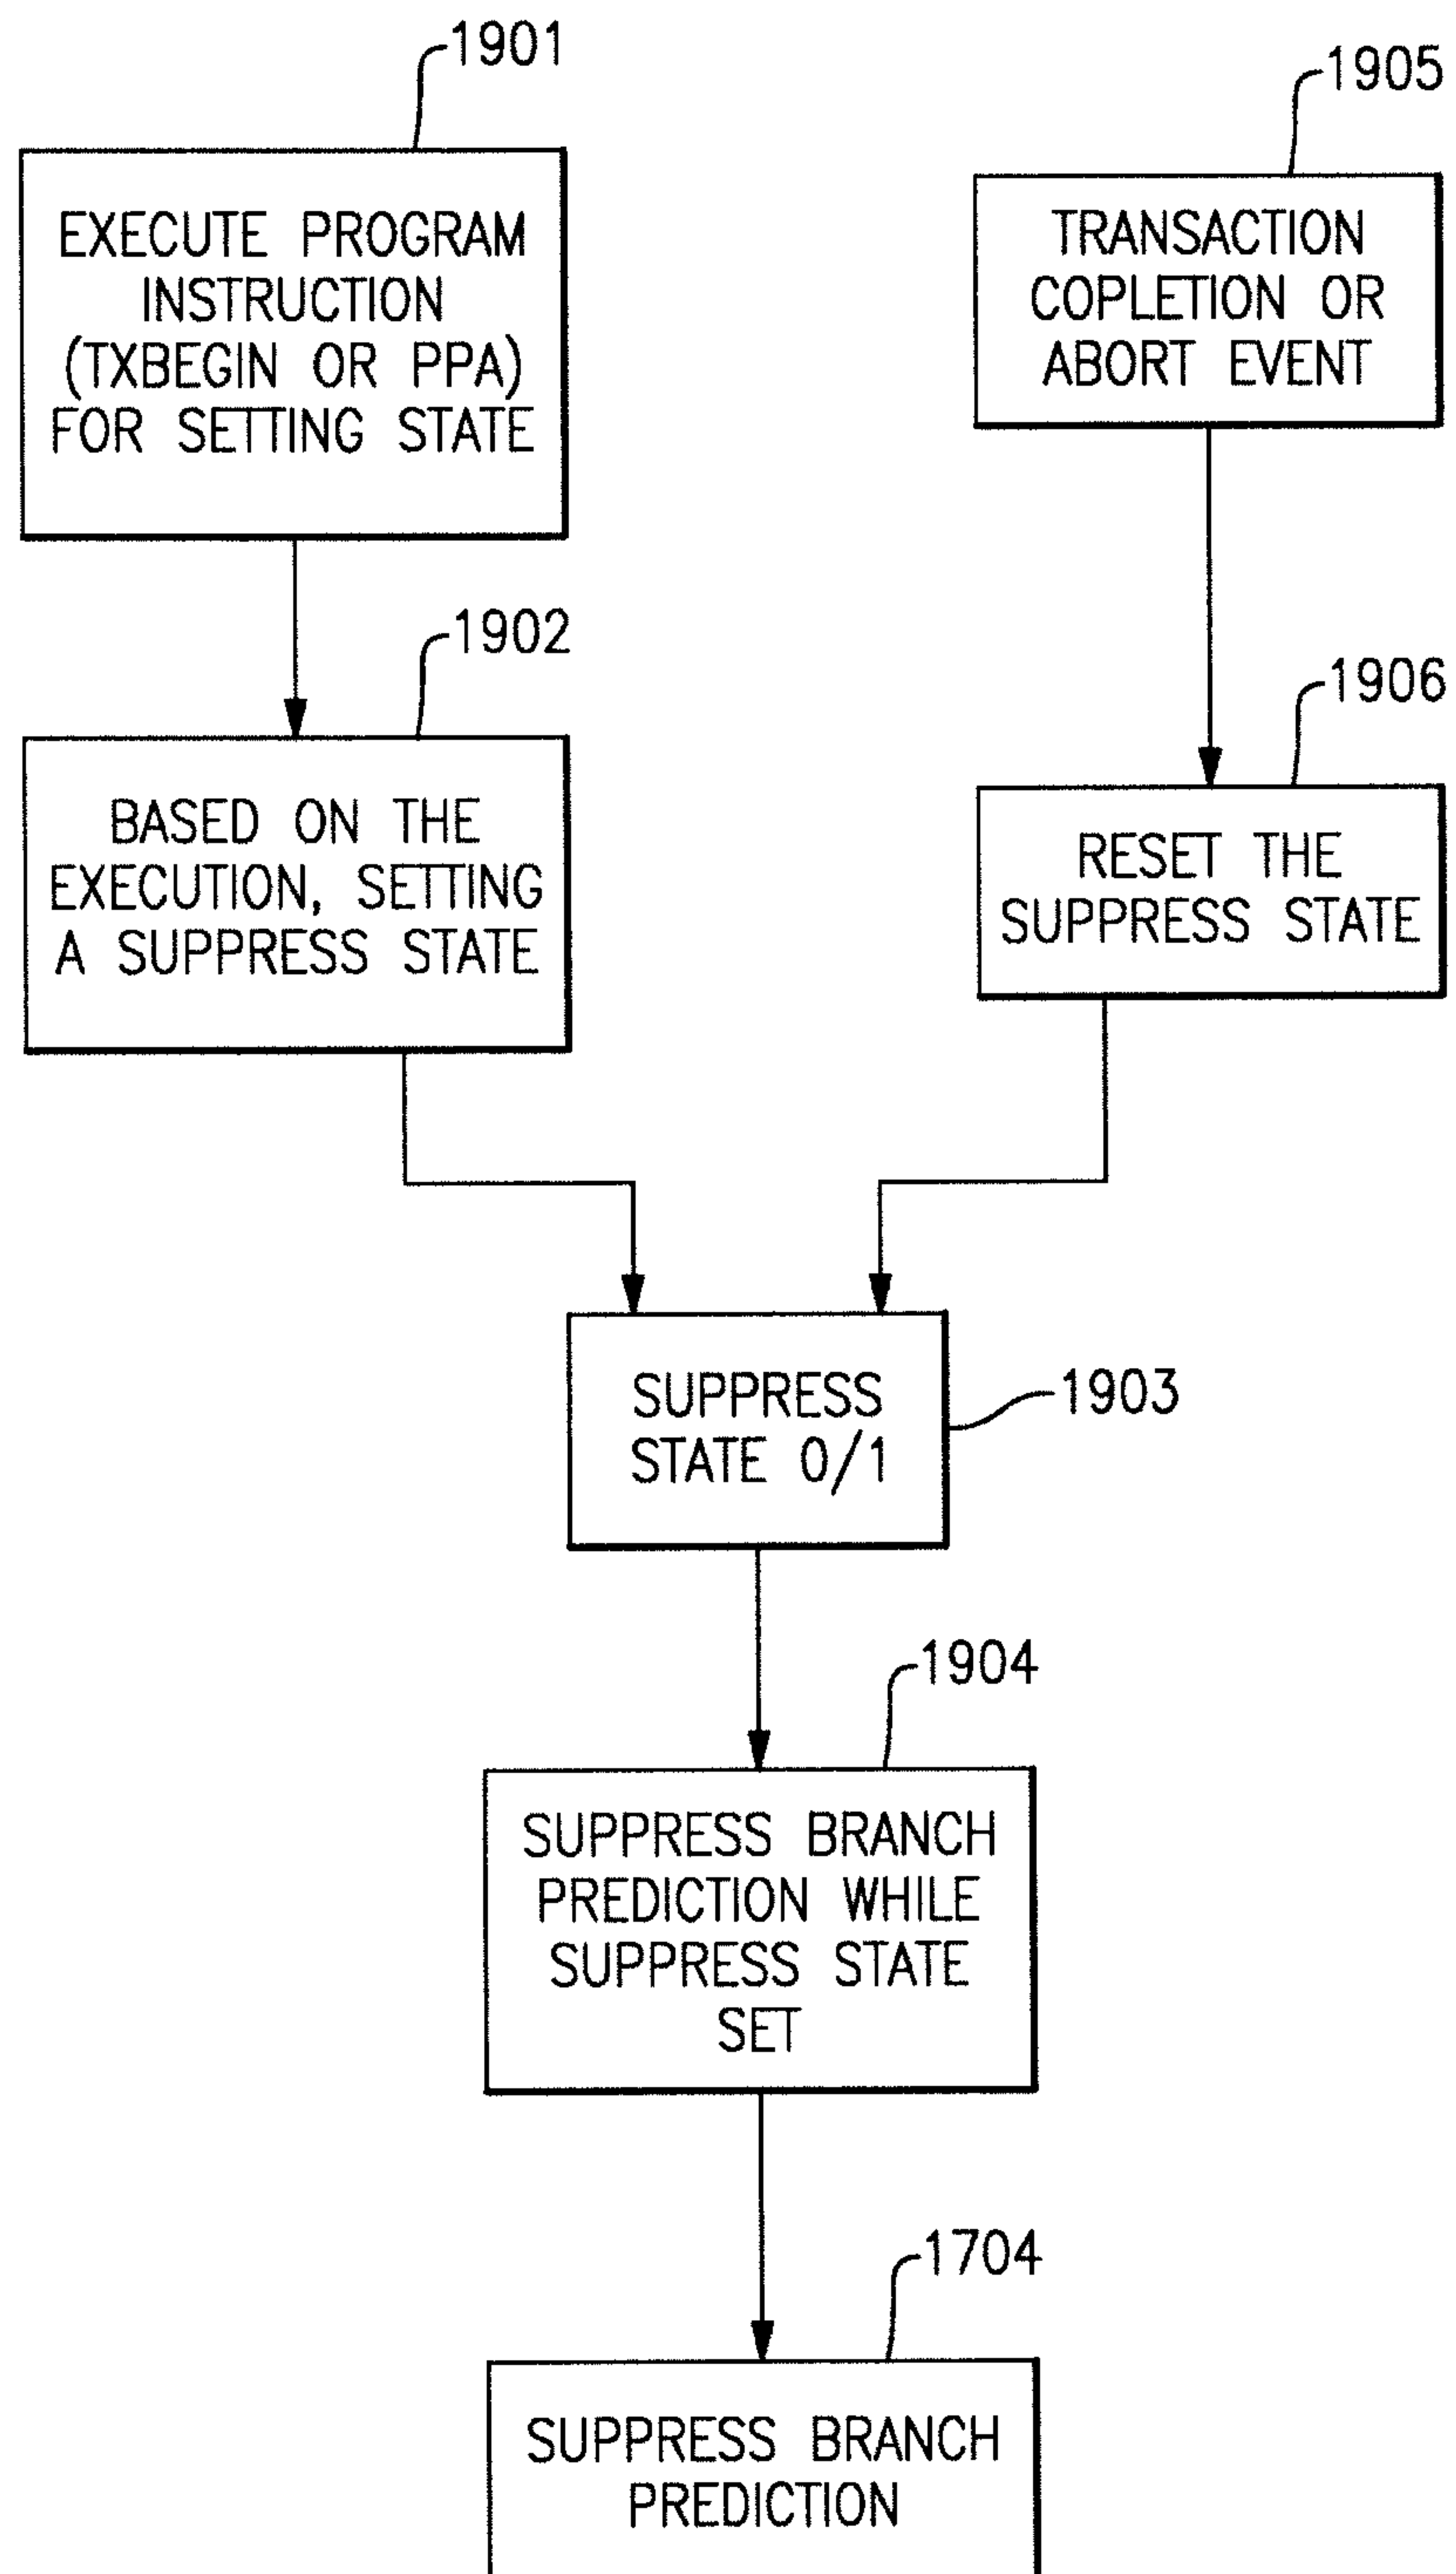 1901
EXECUTE PROGRAM
INSTRUCTION
(TXBEGIN OR PPA)
FOR SETTING STATE
1902
BASED ON THE
EXECUTION, SETTING
A SUPPRESS STATE
1905
TRANSACTION
COPLETION OR
ABORT EVENT
1906
RESET THE
SUPPRESS STATE
SUPPRESS
STATE 0/1
1903
1904
SUPPRESS BRANCH
PREDICTION WHILE
SUPPRESS STATE
SET
1704
SUPPRESS BRANCH
PREDICTION